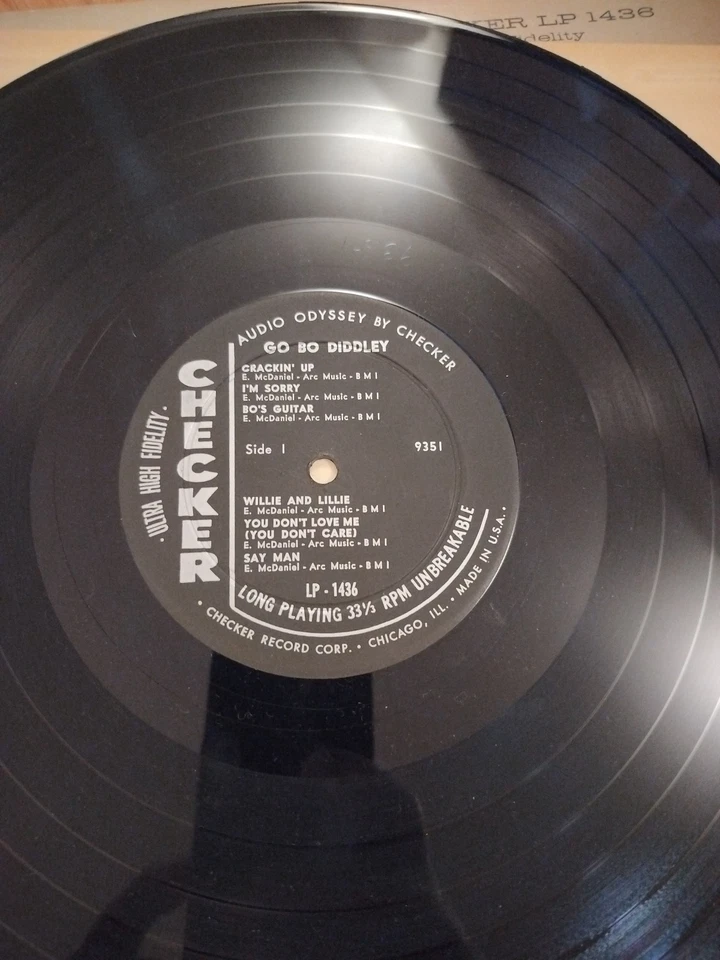 KER LP 1436
delity
AUDIO ODYSSEY BY CHECKER
GO BO DIDDLEY
CRACKIN' UP
E. McDaniel - Arc Music - B M I
I'M SORRY
E. McDaniel - Arc Music - B M I
BO'S GUITAR
E. McDaniel - Arc Music - B M I
Side 1 9351
WILLIE AND LILLIE
E. McDaniel - Arc Music - B M I
YOU DON'T LOVE ME
(YOU DON'T CARE)
E. McDaniel - Arc Music - B M I
SAY MAN
E. McDaniel - Arc Music - B M I
LP - 1436
LONG PLAYING 33⅓ RPM UNBREAKABLE
• CHECKER RECORD CORP. • CHICAGO, ILL. • MADE IN U.S.A. •
CHECKER
• ULTRA HIGH FIDELITY •